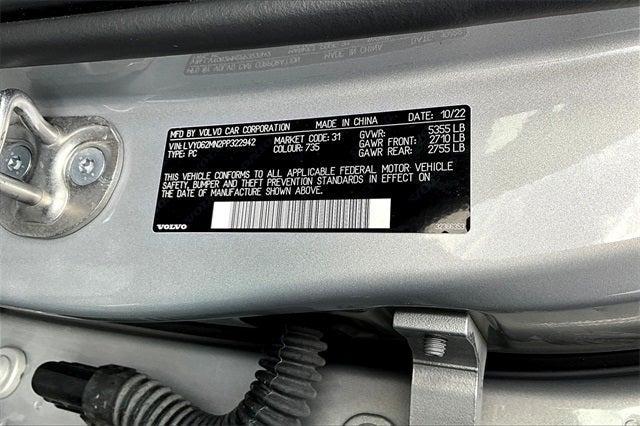 MFD BY VOLVO CAR CORPORATION MADE IN CHINA DATE: 10/22
VIN:LVY062MN2PP322942 MARKET CODE: 31 GVWR: 5355 LB
TYPE: PC COLOUR: 735 GAWR FRONT: 2710 LB
GAWR REAR: 2755 LB
THIS VEHICLE CONFORMS TO ALL APPLICABLE FEDERAL MOTOR VEHICLE
SAFETY, BUMPER AND THEFT PREVENTION STANDARDS IN EFFECT ON
THE DATE OF MANUFACTURE SHOWN ABOVE.
VOLVO